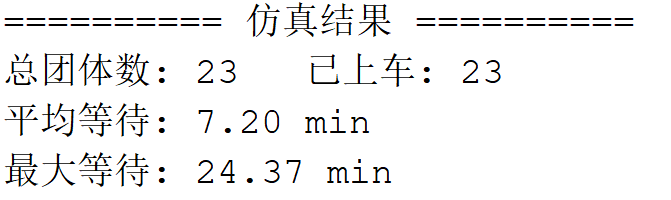 ========== 仿真结果 ==========
总团体数: 23   已上车: 23
平均等待: 7.20 min
最大等待: 24.37 min